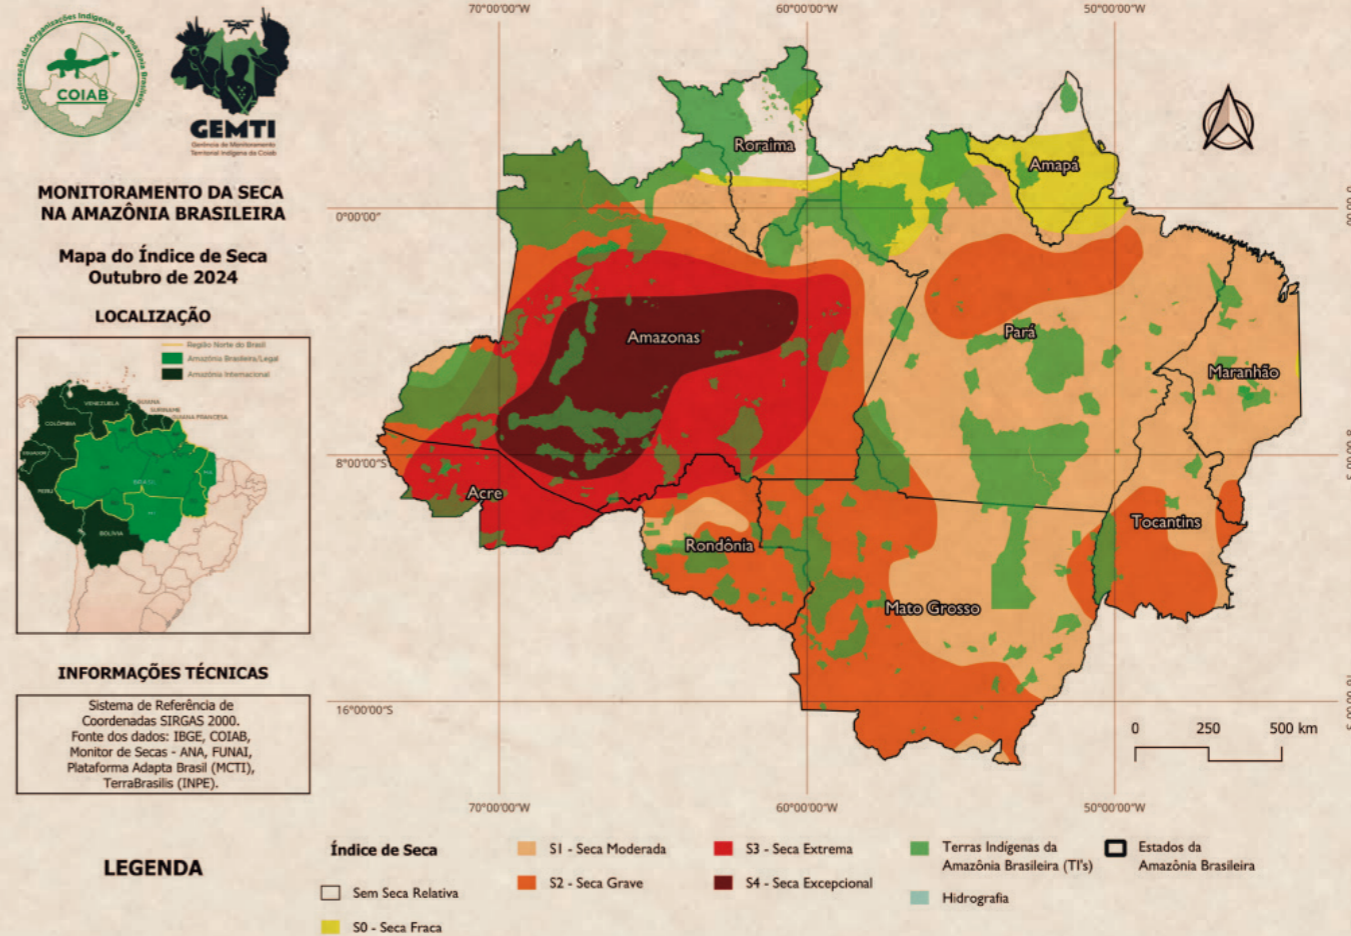 Coordenação das Organizações Indígenas da Amazônia Brasileira
COIAB
GEMTI
Gerência de Monitoramento
Territorial Indígena da Coiab
MONITORAMENTO DA SECA
NA AMAZÔNIA BRASILEIRA
Mapa do Índice de Seca
Outubro de 2024
LOCALIZAÇÃO
Região Norte do Brasil
Amazônia Brasileira/Legal
Amazônia Internacional
VENEZUELA
GUIANA
SURINAME
GUIANA FRANCESA
COLÔMBIA
EQUADOR
PERU
BRASIL
BOLÍVIA
INFORMAÇÕES TÉCNICAS
Sistema de Referência de
Coordenadas SIRGAS 2000.
Fonte dos dados: IBGE, COIAB,
Monitor de Secas - ANA, FUNAI,
Plataforma Adapta Brasil (MCTI),
TerraBrasilis (INPE).
70°00'00"W
60°00'00"W
50°00'00"W
0°00'00"
8°00'00"S
16°00'00"S
Roraima
Amapá
Amazonas
Pará
Maranhão
Acre
Rondônia
Tocantins
Mato Grosso
0 250 500 km
70°00'00"W
60°00'00"W
50°00'00"W
LEGENDA
Índice de Seca
Sem Seca Relativa
S0 - Seca Fraca
S1 - Seca Moderada
S2 - Seca Grave
S3 - Seca Extrema
S4 - Seca Excepcional
Terras Indígenas da
Amazônia Brasileira (TI's)
Hidrografia
Estados da
Amazônia Brasileira